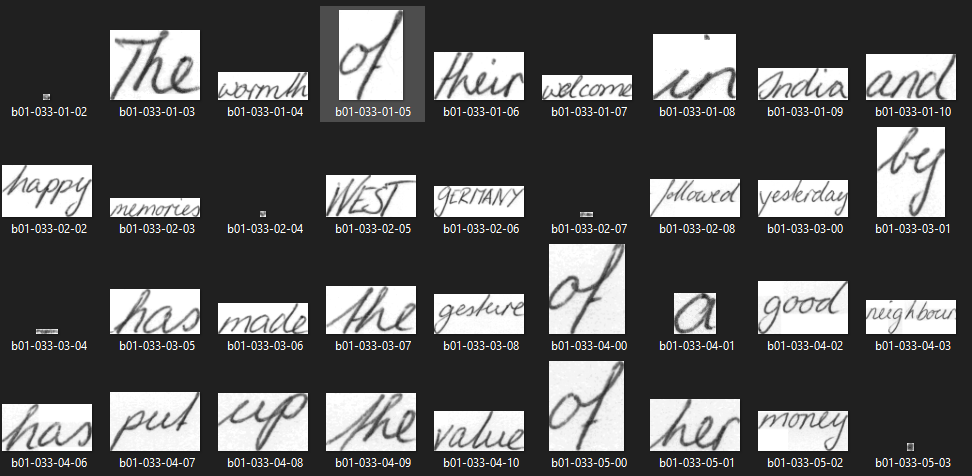 The warmth of their welcome in India and
b01-033-01-02 b01-033-01-03 b01-033-01-04 b01-033-01-05 b01-033-01-06 b01-033-01-07 b01-033-01-08 b01-033-01-09 b01-033-01-10
happy memories WEST GERMANY followed yesterday by
b01-033-02-02 b01-033-02-03 b01-033-02-04 b01-033-02-05 b01-033-02-06 b01-033-02-07 b01-033-02-08 b01-033-03-00 b01-033-03-01
has made the gesture of a good neighbour
b01-033-03-04 b01-033-03-05 b01-033-03-06 b01-033-03-07 b01-033-03-08 b01-033-04-00 b01-033-04-01 b01-033-04-02 b01-033-04-03
has put up the value of her money
b01-033-04-06 b01-033-04-07 b01-033-04-08 b01-033-04-09 b01-033-04-10 b01-033-05-00 b01-033-05-01 b01-033-05-02 b01-033-05-03